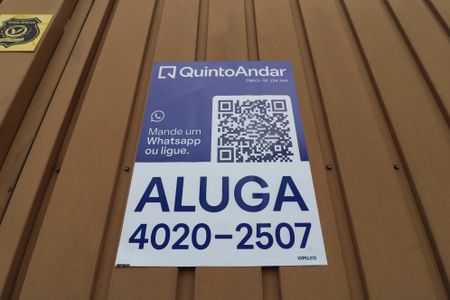 QuintoAndar
Mande um
Whatsapp
ou ligue.
ALUGA
4020-2507